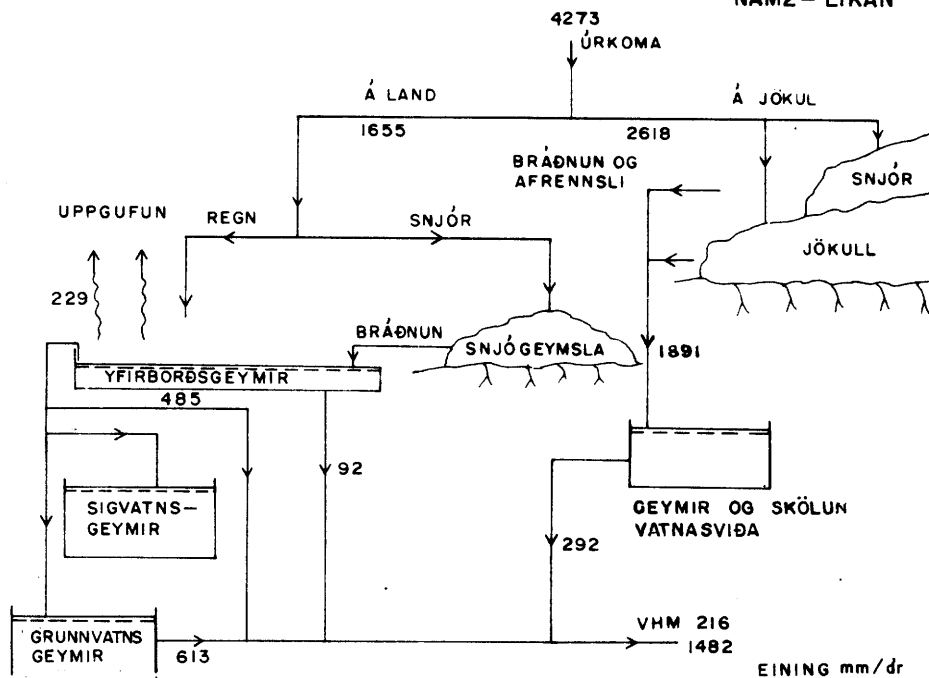 NAM2 – LÍKAN
4273
ÚRKOMA
Á LAND
Á JÖKUL
1655
2618
BRÁÐNUN OG
AFRENNSLI
SNJÓR
UPPGUFUN
REGN
SNJÓR
JÖKULL
229
BRÁÐNUN
SNJÓGEYMSLA
1891
YFIRBORÐSGEYMIR
485
92
SIGVATNS–
GEYMIR
GEYMIR OG SKÖLUN
VATNASVIÐA
292
GRUNNVATNS
GEYMIR
613
VHM 216
1482
EINING mm/ár